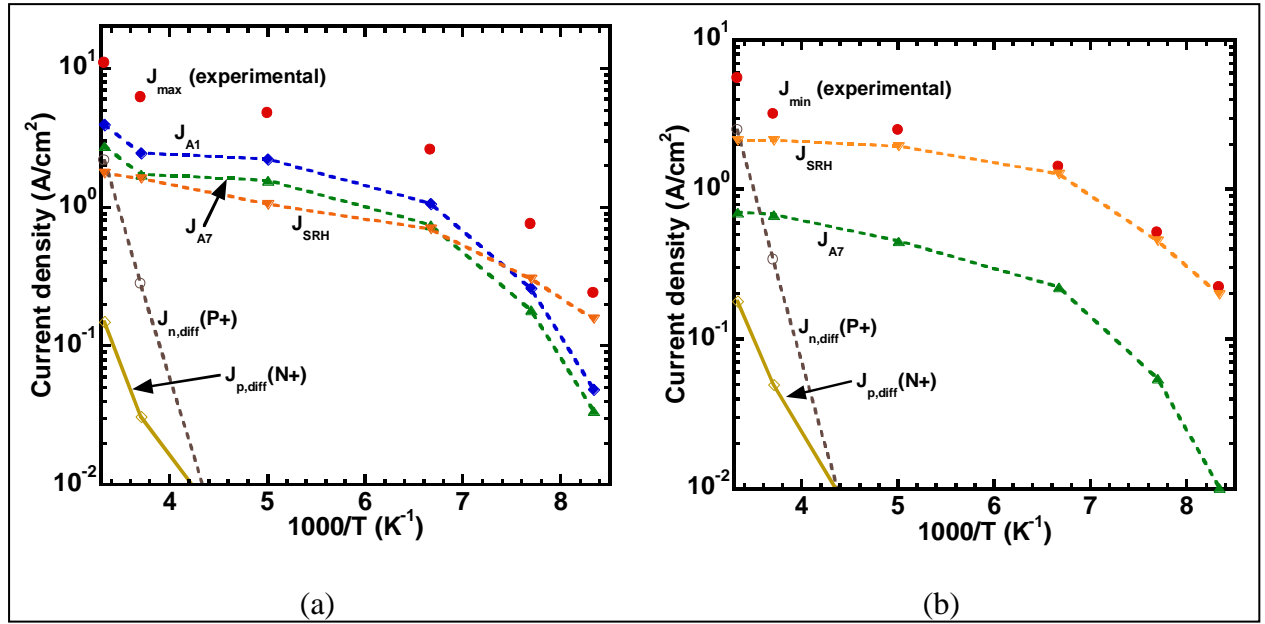 10^1
10^0
10^-1
10^-2
Current density (A/cm^2)
J_max (experimental)
J_A1
J_A7
J_SRH
J_n,diff(P+)
J_p,diff(N+)
4 5 6 7 8
1000/T (K^-1)
(a)
10^1
10^0
10^-1
10^-2
Current density (A/cm^2)
J_min (experimental)
J_SRH
J_A7
J_n,diff(P+)
J_p,diff(N+)
4 5 6 7 8
1000/T (K^-1)
(b)